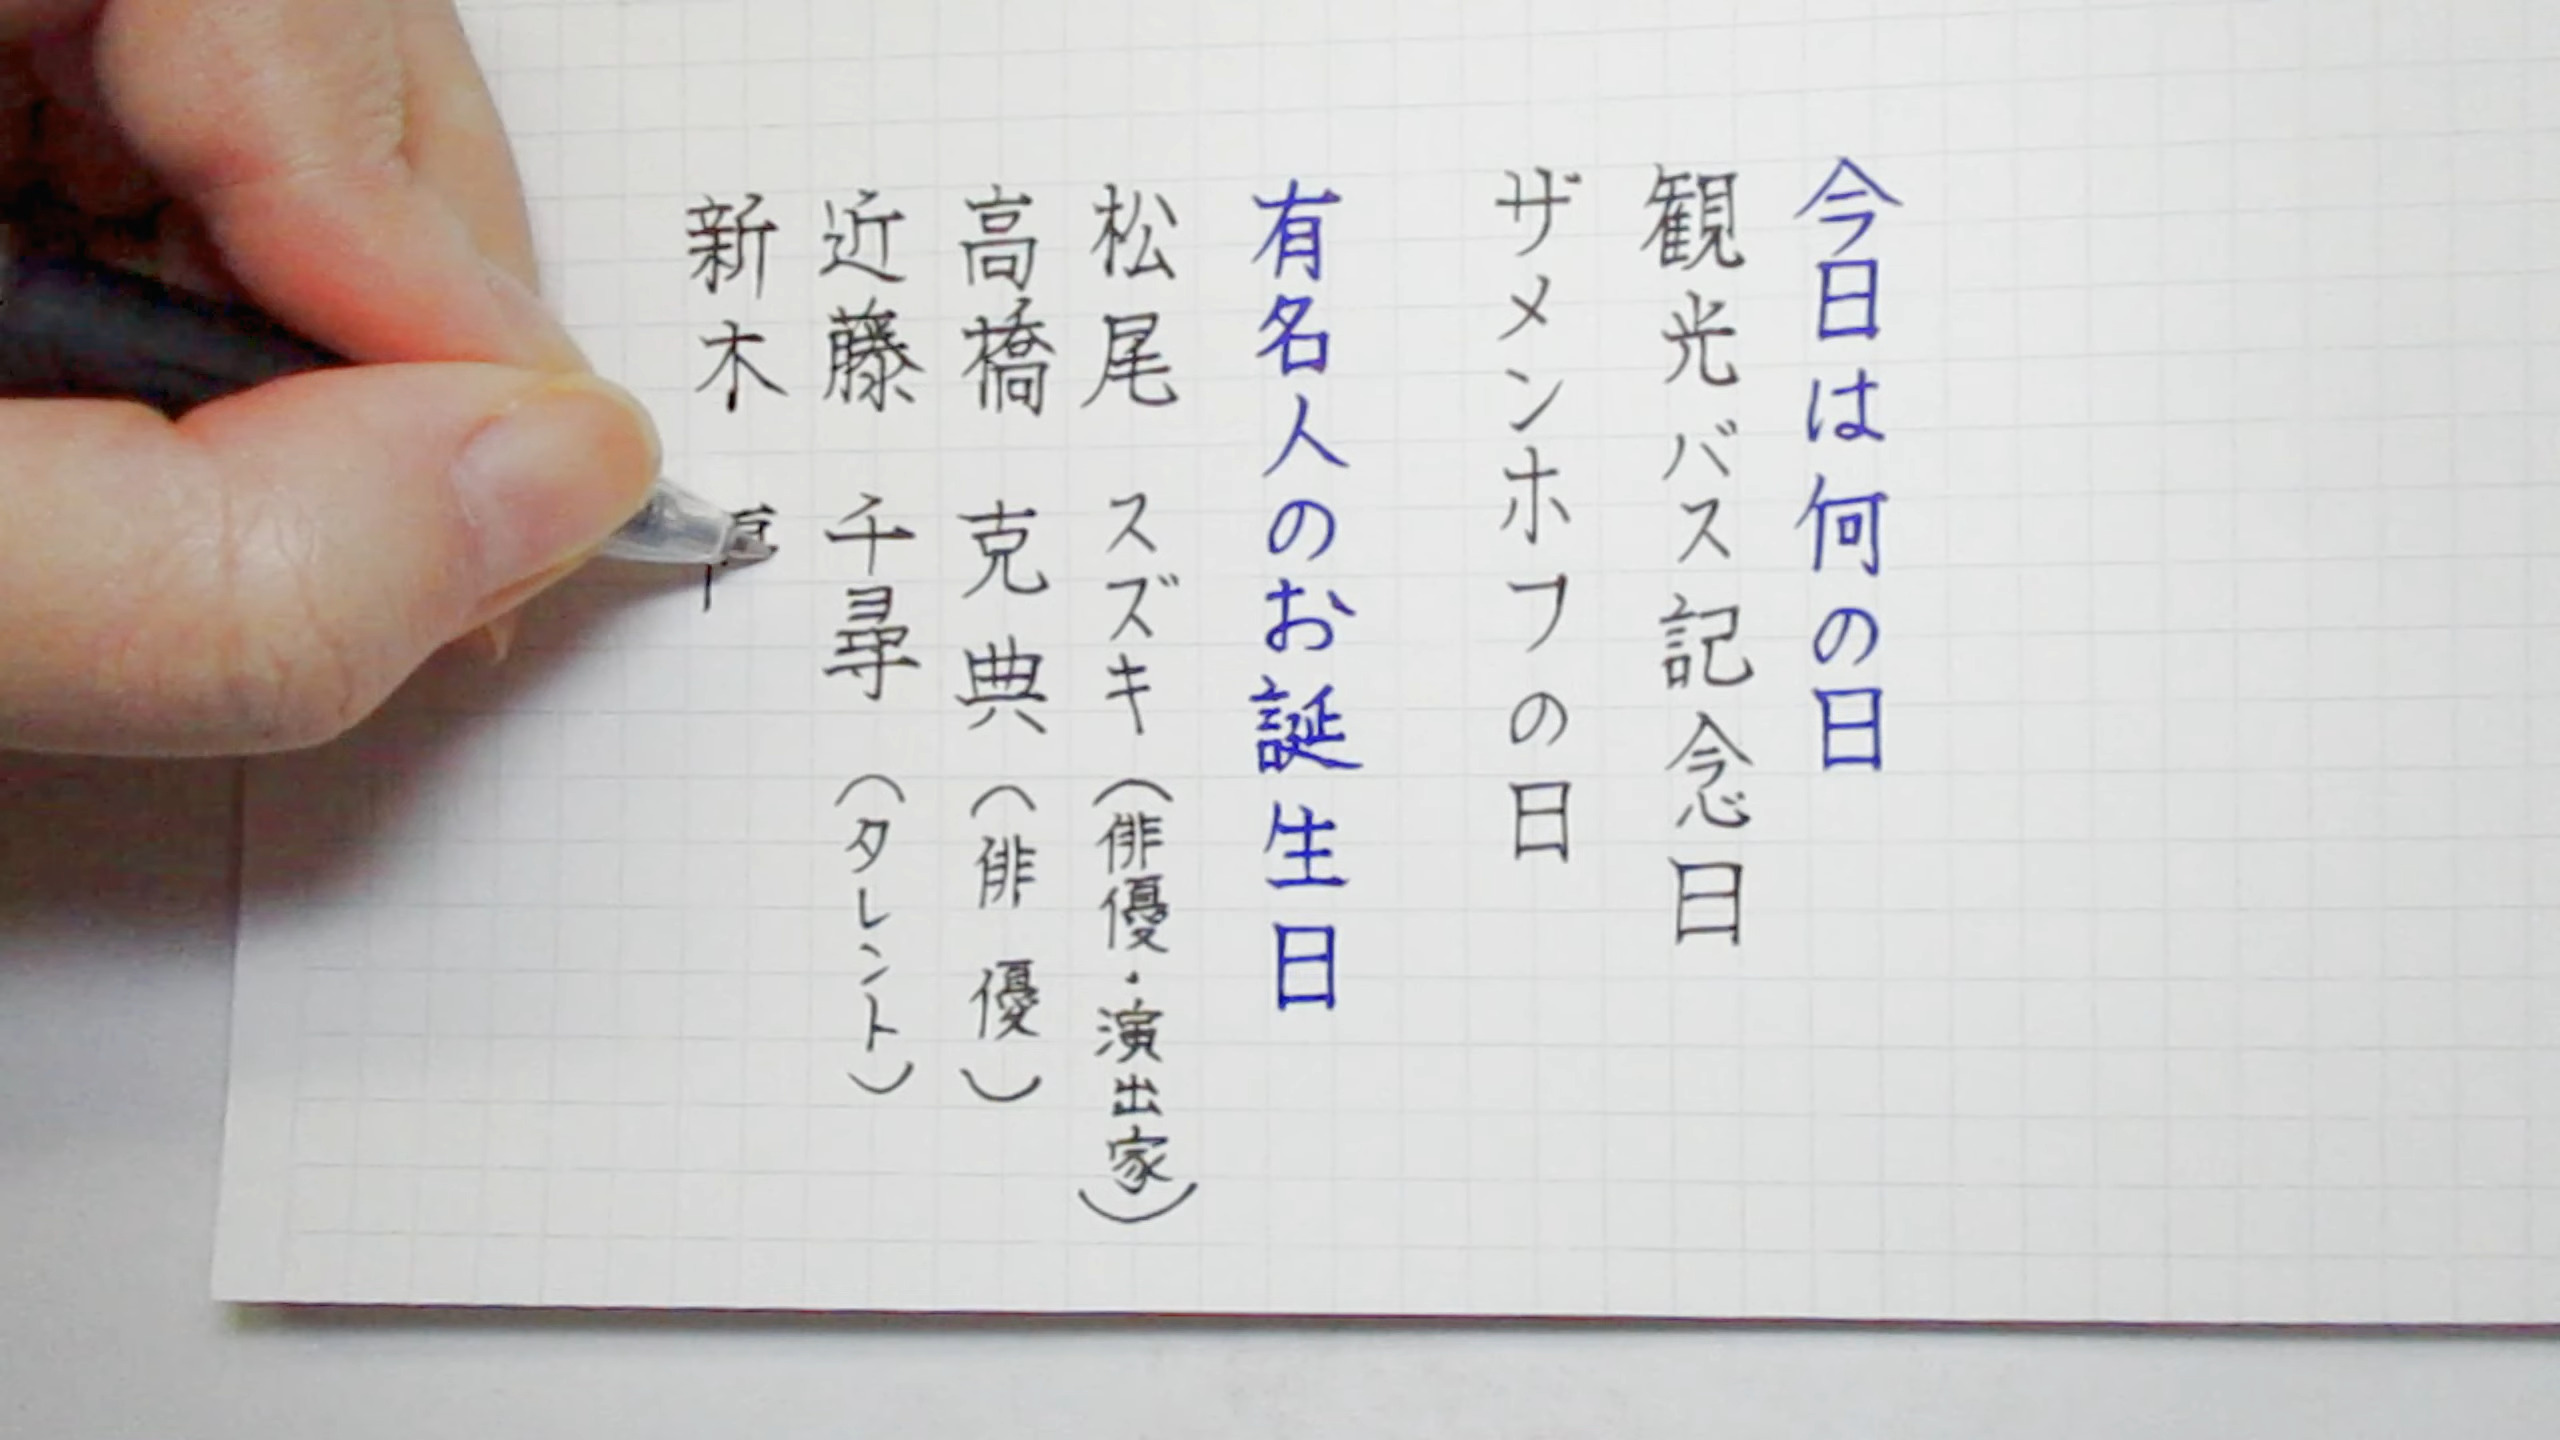 今日は何の日
観光バス記念日
ザメンホフの日
有名人のお誕生日
松尾 スズキ（俳優・演出家）
高橋 克典（俳優）
近藤 千尋（タレント）
新木